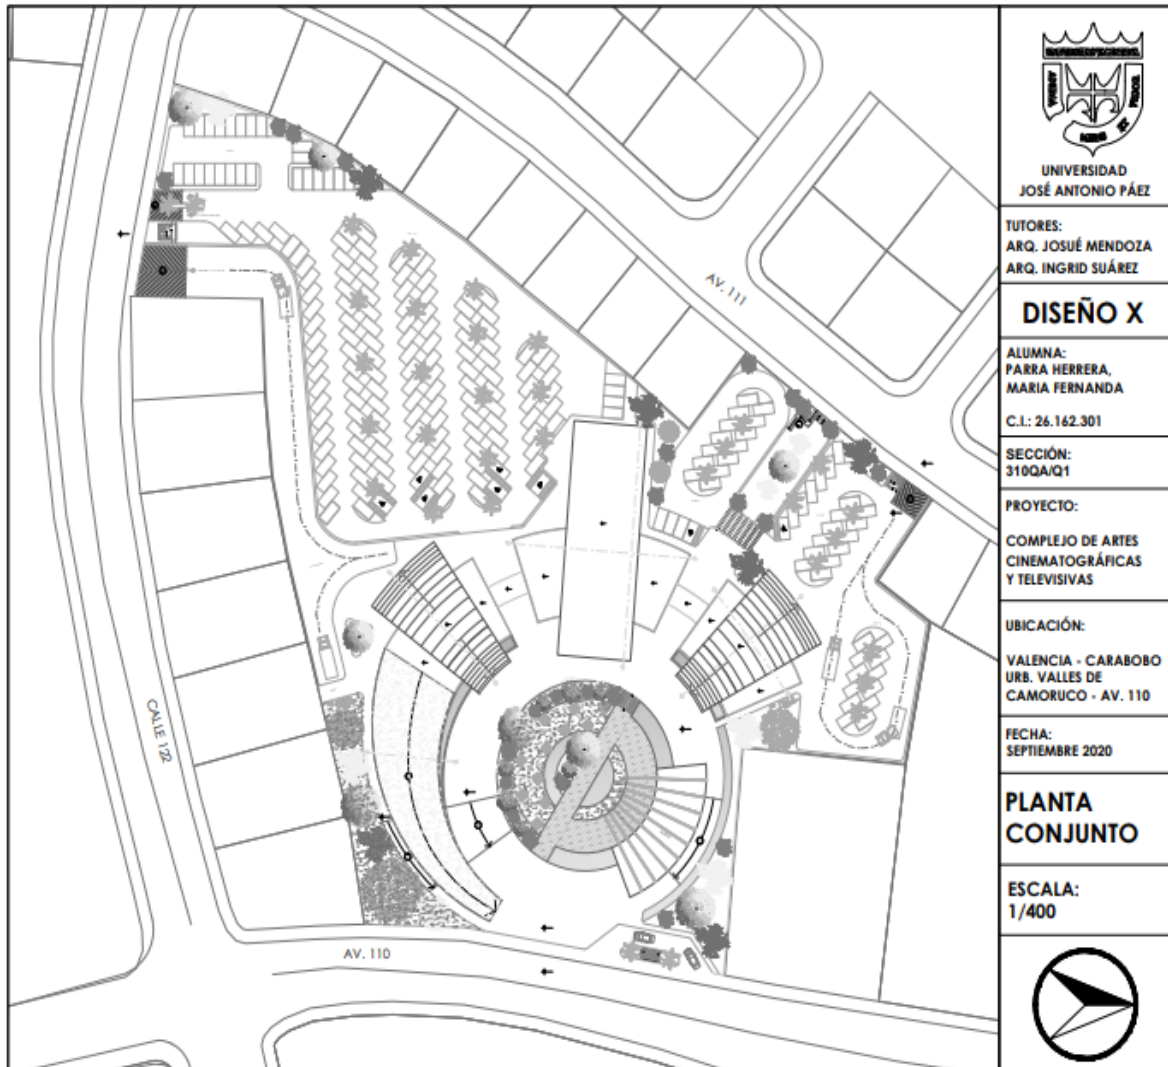 AV. 111
CALLE 122
AV. 110
UNIVERSIDAD
JOSÉ ANTONIO PÁEZ
TUTORES:
ARQ. JOSUÉ MENDOZA
ARQ. INGRID SUÁREZ
DISEÑO X
ALUMNA:
PARRA HERRERA,
MARIA FERNANDA
C.I.: 26.162.301
SECCIÓN:
310QA/Q1
PROYECTO:
COMPLEJO DE ARTES
CINEMATOGRÁFICAS
Y TELEVISIVAS
UBICACIÓN:
VALENCIA - CARABOBO
URB. VALLES DE
CAMORUCO - AV. 110
FECHA:
SEPTIEMBRE 2020
PLANTA
CONJUNTO
ESCALA:
1/400